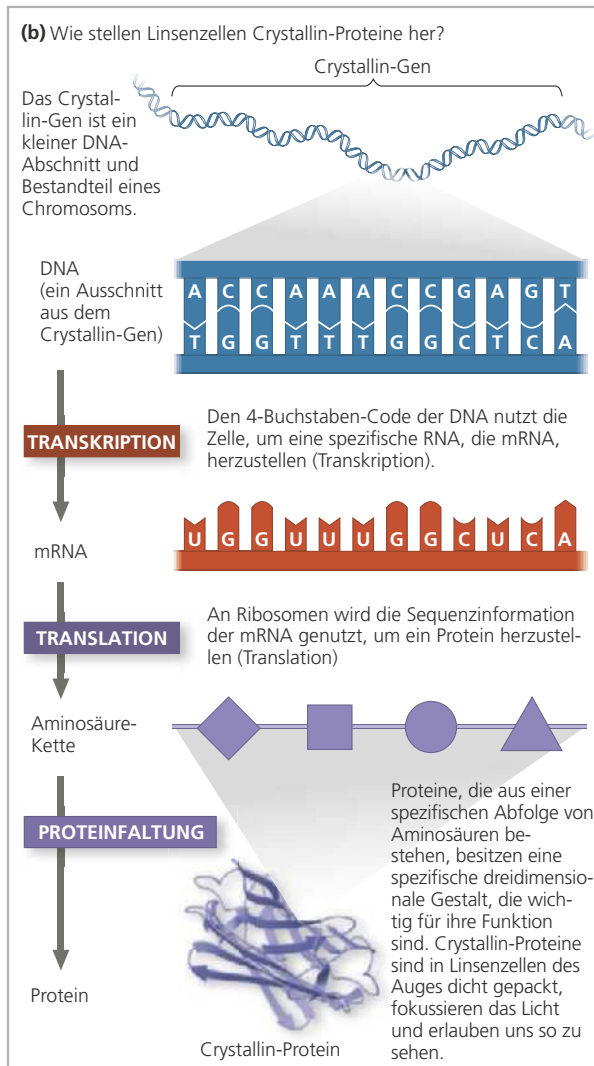 (b) Wie stellen Linsenzellen Crystallin-Proteine her?
Crystallin-Gen
Das Crystal-
lin-Gen ist ein
kleiner DNA-
Abschnitt und
Bestandteil eines
Chromosoms.
DNA
(ein Ausschnitt
aus dem
Crystallin-Gen)
A C C A A A C C G A G T
T G G T T T G G C T C A
TRANSKRIPTION
Den 4-Buchstaben-Code der DNA nutzt die
Zelle, um eine spezifische RNA, die mRNA,
herzustellen (Transkription).
mRNA
U G G U U U G G C U C A
TRANSLATION
An Ribosomen wird die Sequenzinformation
der mRNA genutzt, um ein Protein herzustel-
len (Translation)
Aminosäure-
Kette
PROTEINFALTUNG
Proteine, die aus einer
spezifischen Abfolge von
Aminosäuren be-
stehen, besitzen eine
spezifische dreidimensio-
nale Gestalt, die wich-
tig für ihre Funktion
sind. Crystallin-Proteine
sind in Linsenzellen des
Auges dicht gepackt,
fokussieren das Licht
und erlauben uns so zu
sehen.
Protein
Crystallin-Protein